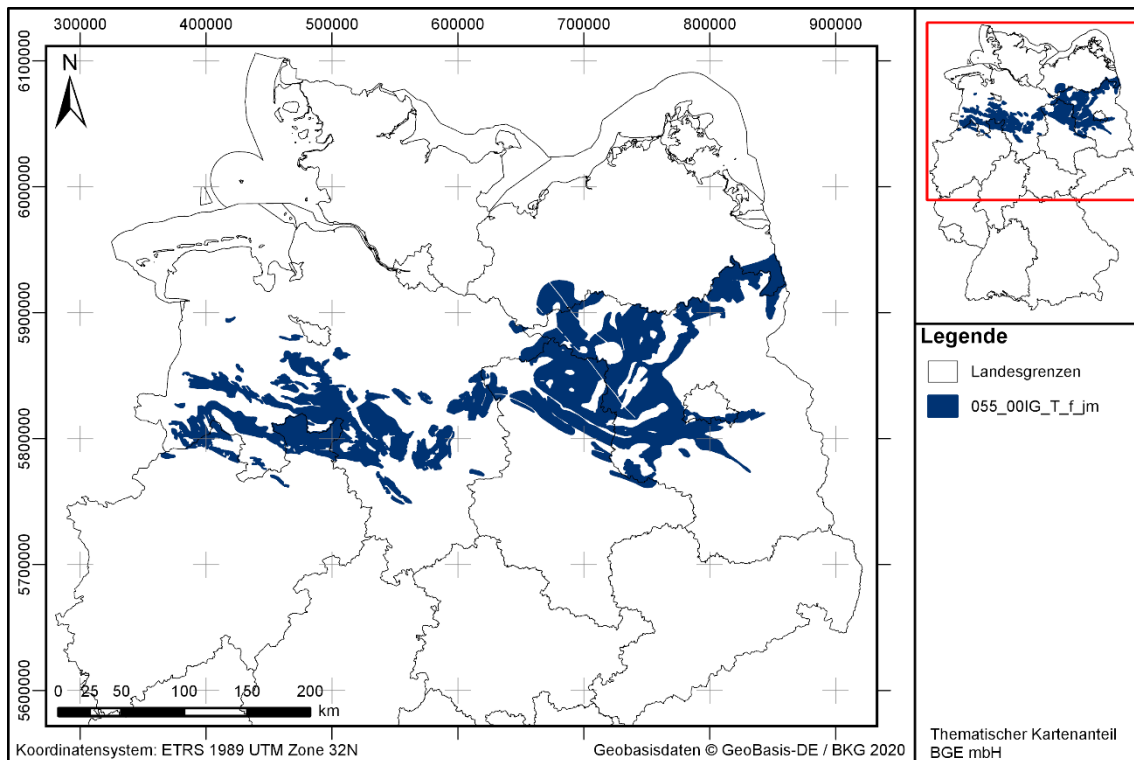 300000 400000 500000 600000 700000 800000 900000
6100000
6000000
5900000
5800000
5700000
5600000
N
0 25 50 100 150 200
km
Koordinatensystem: ETRS 1989 UTM Zone 32N
Geobasisdaten © GeoBasis-DE / BKG 2020
Legende
Landesgrenzen
055_00IG_T_f_jm
Thematischer Kartenanteil
BGE mbH